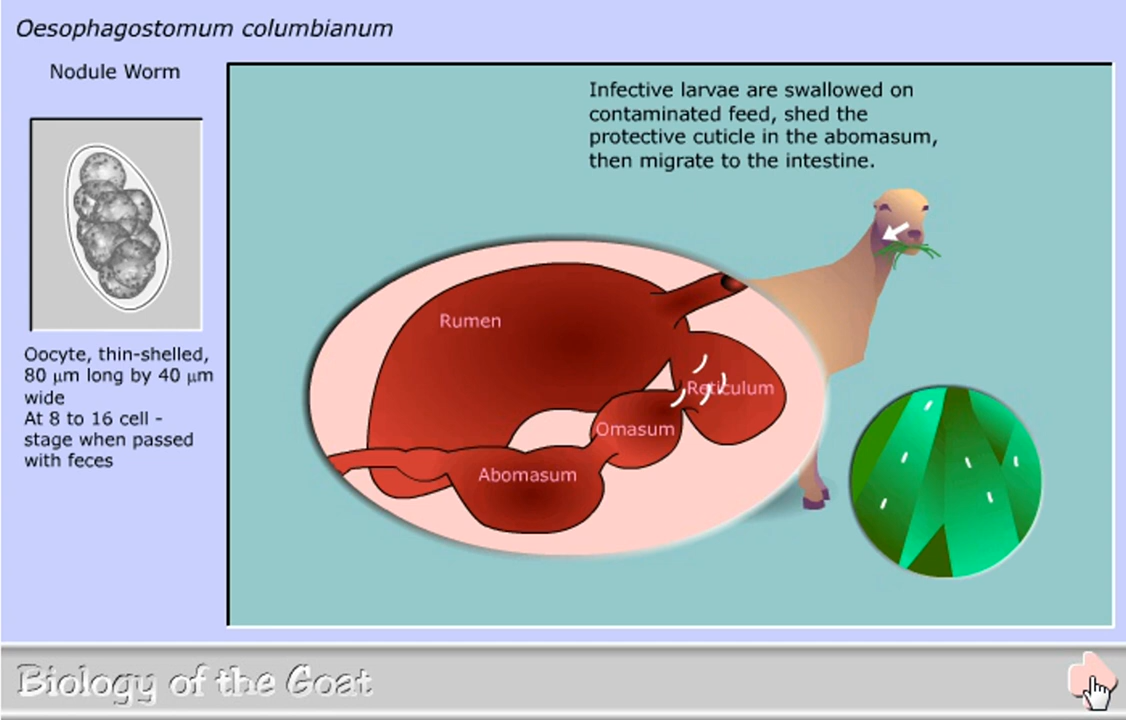 Oesophagostomum columbianum
Nodule Worm
Infective larvae are swallowed on
contaminated feed, shed the
protective cuticle in the abomasum,
then migrate to the intestine.
Rumen
Reticulum
Omasum
Abomasum
Oocyte, thin-shelled,
80 µm long by 40 µm
wide
At 8 to 16 cell -
stage when passed
with feces
Biology of the Goat